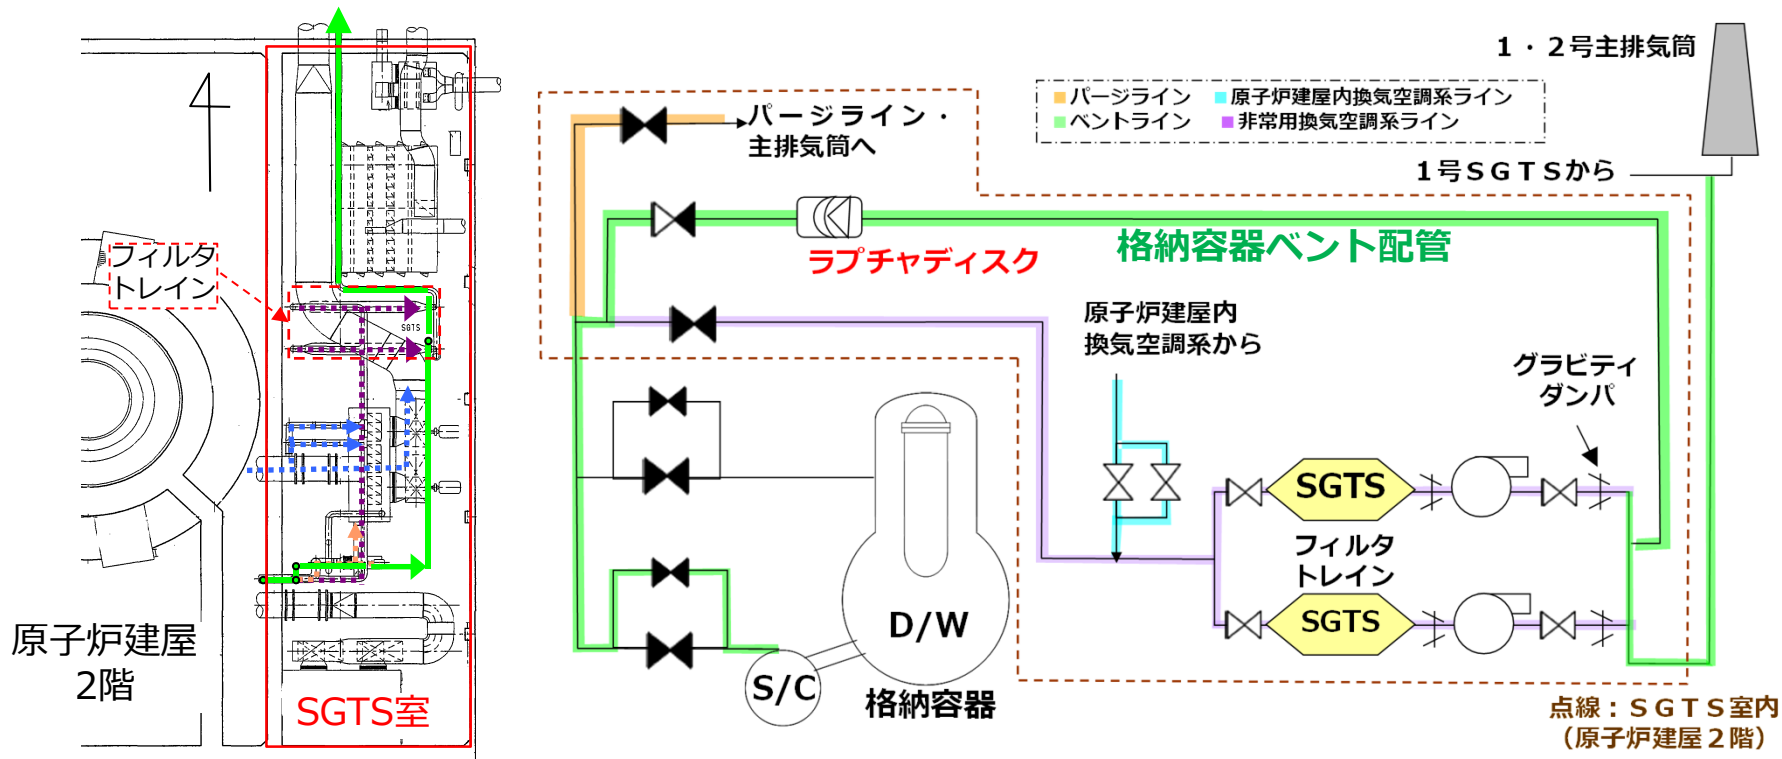 フィルタ
トレイン
SGTS
原子炉建屋
2階
SGTS室
1・2号主排気筒
パージライン
原子炉建屋内換気空調系ライン
ベントライン
非常用換気空調系ライン
パージライン・
主排気筒へ
1号SGTSから
ラプチャディスク
格納容器ベント配管
原子炉建屋内
換気空調系から
グラビティ
ダンパ
SGTS
フィルタ
トレイン
SGTS
D/W
S/C
格納容器
点線：SGTS室内
（原子炉建屋2階）